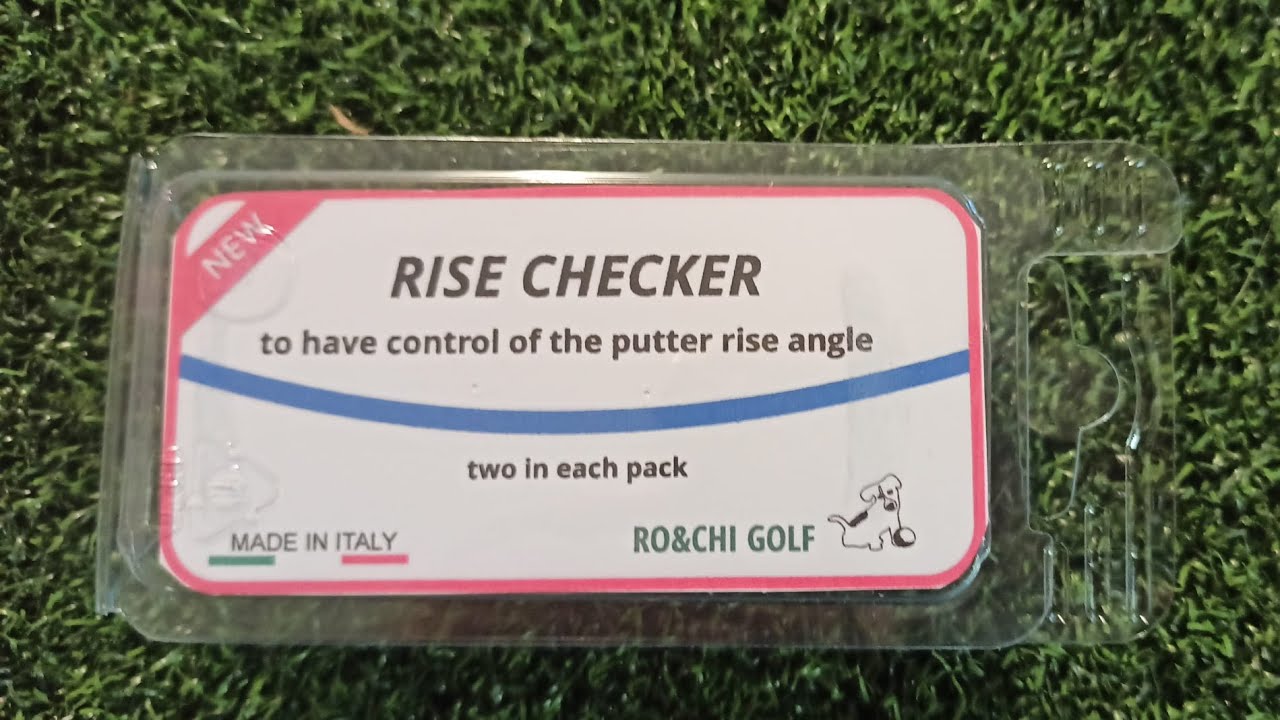 NEW
RISE CHECKER
to have control of the putter rise angle
two in each pack
MADE IN ITALY
RO&CHI GOLF